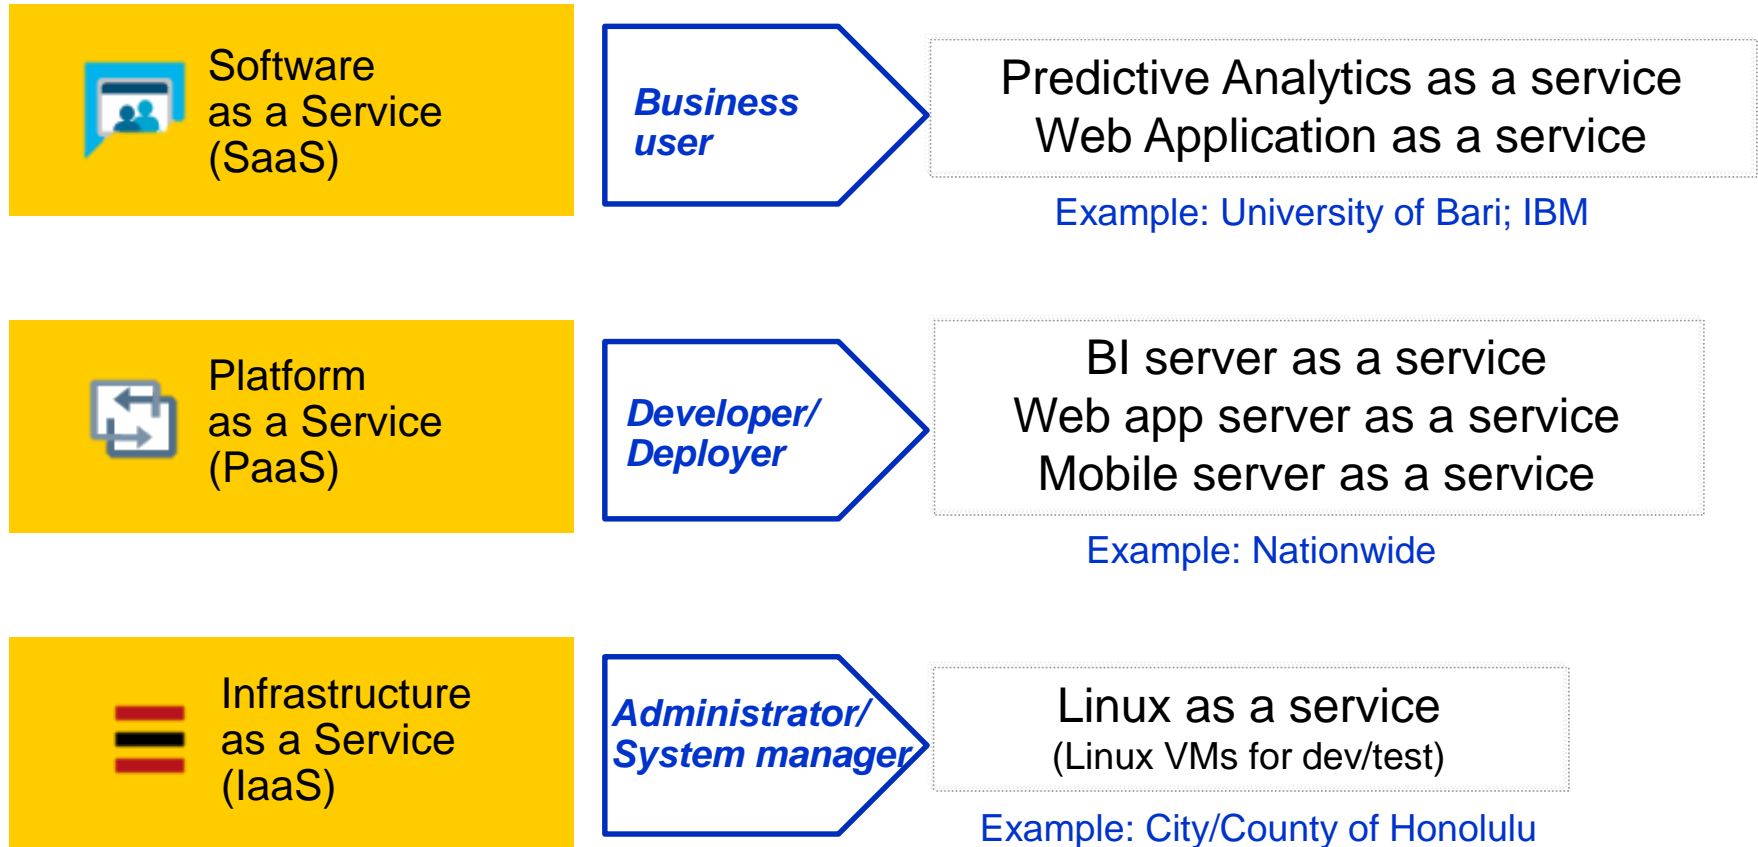 Software
as a Service
(SaaS)
Business
user
Predictive Analytics as a service
Web Application as a service
Example: University of Bari; IBM
Platform
as a Service
(PaaS)
Developer/
Deployer
BI server as a service
Web app server as a service
Mobile server as a service
Example: Nationwide
Infrastructure
as a Service
(IaaS)
Administrator/
System manager
Linux as a service
(Linux VMs for dev/test)
Example: City/County of Honolulu